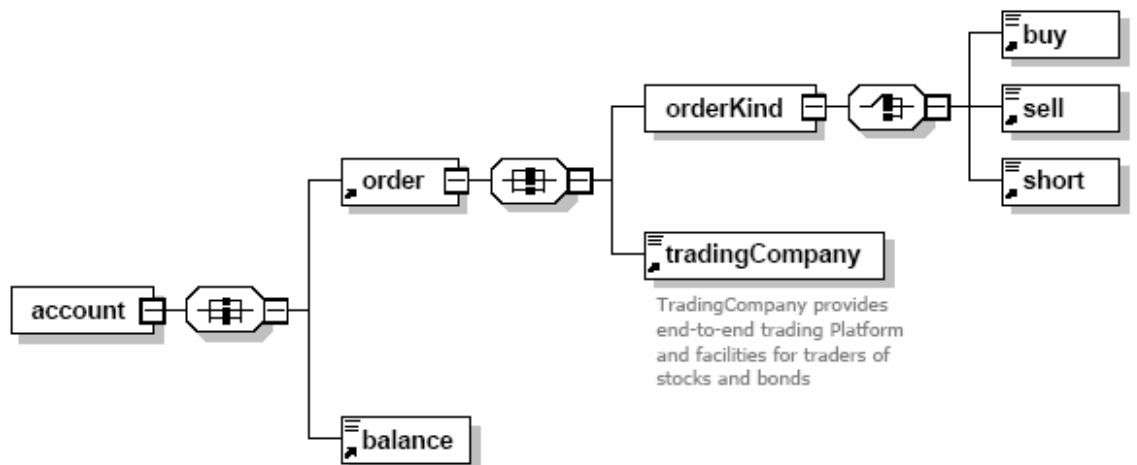 buy
orderKind
sell
order
short
tradingCompany
account
TradingCompany provides
end-to-end trading Platform
and facilities for traders of
stocks and bonds
balance